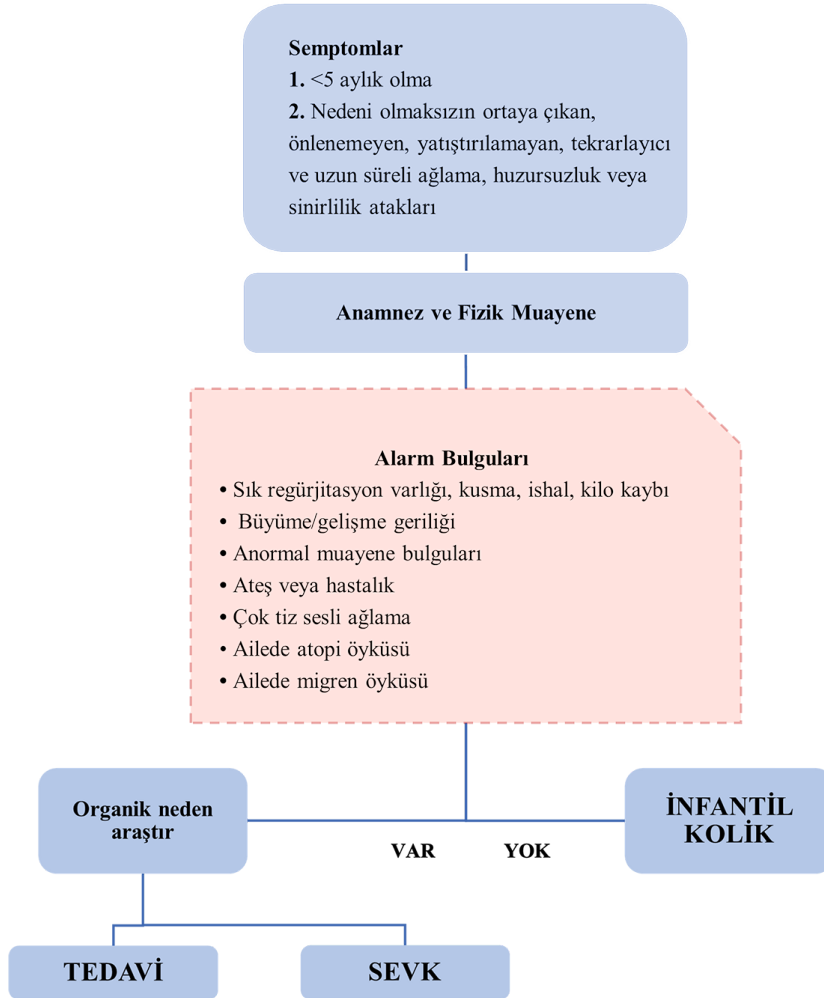 Semptomlar
1. <5 aylık olma
2. Nedeni olmaksızın ortaya çıkan,
önlenemeyen, yatıştırılamayan, tekrarlayıcı
ve uzun süreli ağlama, huzursuzluk veya
sinirlilik atakları
Anamnez ve Fizik Muayene
Alarm Bulguları
• Sık regürjitasyon varlığı, kusma, ishal, kilo kaybı
• Büyüme/gelişme geriliği
• Anormal muayene bulguları
• Ateş veya hastalık
• Çok tiz sesli ağlama
• Ailede atopi öyküsü
• Ailede migren öyküsü
Organik neden
araştır
VAR
YOK
İNFANTİL
KOLİK
TEDAVİ
SEVK